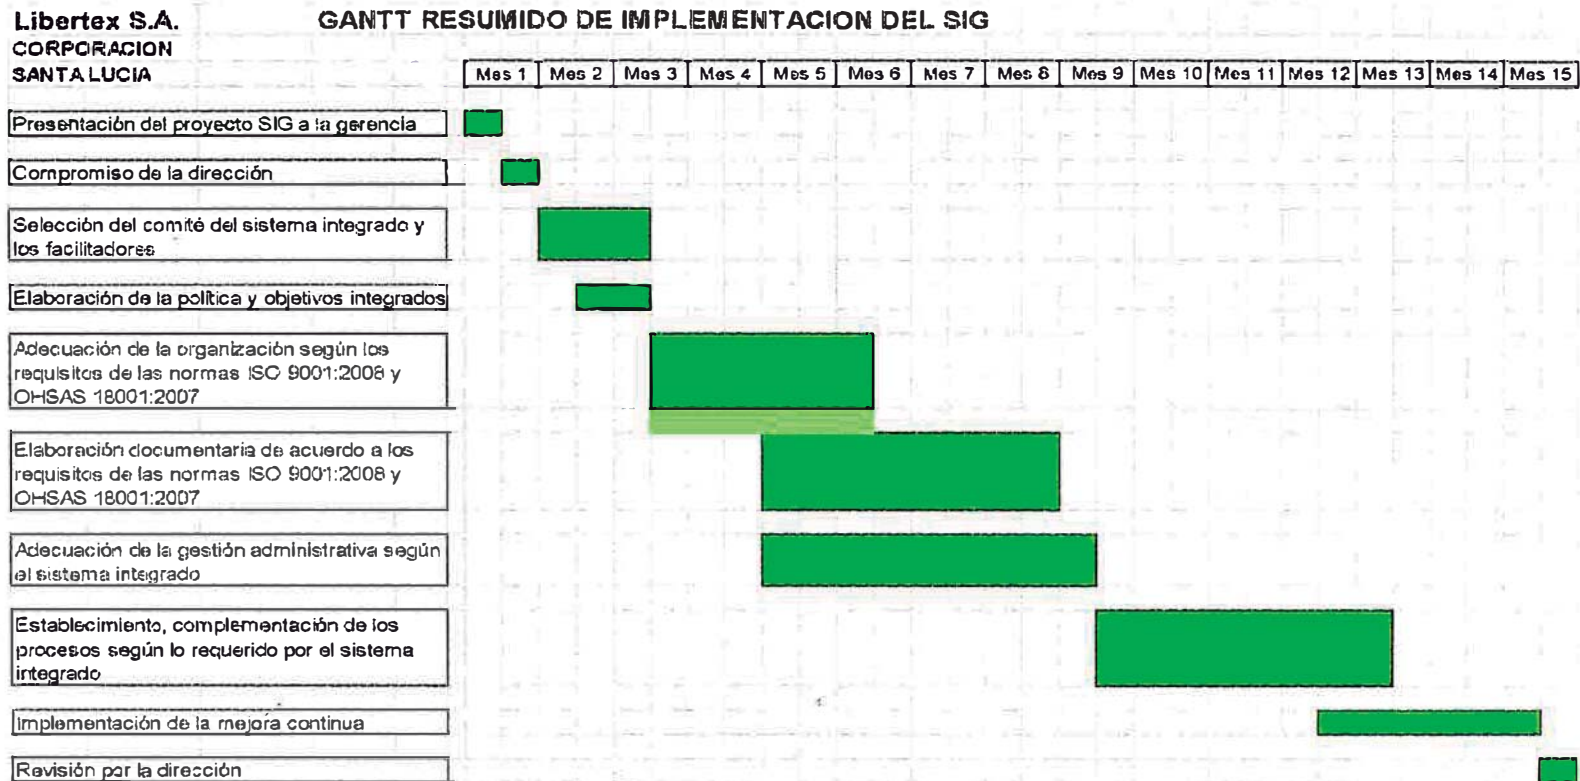 Libertex S.A.
GANTT RESUMIDO DE IMPLEMENTACION DEL SIG
CORPORACION
SANTA LUCIA
Mes 1 Mes 2 Mes 3 Mes 4 Mes 5 Mes 6 Mes 7 Mes 8 Mes 9 Mes 10 Mes 11 Mes 12 Mes 13 Mes 14 Mes 15
Presentación del proyecto SIG a la gerencia
Compromiso de la dirección
Selección del comité del sistema integrado y
los facilitadores
Elaboración de la política y objetivos integrados
Adecuación de la organización según los
requisitos de las normas ISO 9001:2008 y
OHSAS 18001:2007
Elaboración documentaria de acuerdo a los
requisitos de las normas ISO 9001:2008 y
OHSAS 18001:2007
Adecuación de la gestión administrativa según
el sistema integrado
Establecimiento, complementación de los
procesos según lo requerido por el sistema
integrado
Implementación de la mejora continua
Revisión por la dirección